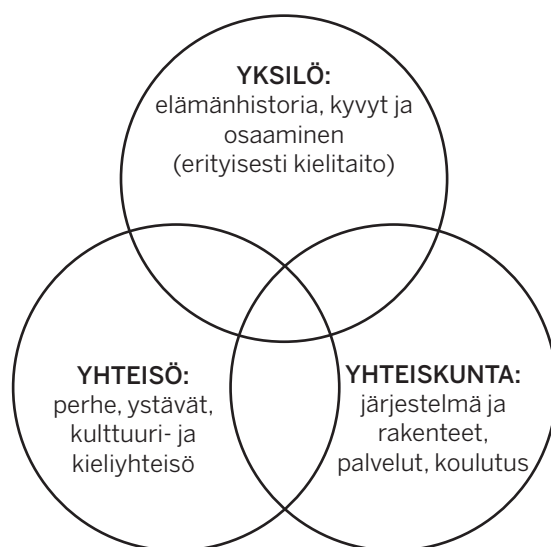 YKSILÖ:
elämänhistoria, kyvyt ja
osaaminen
(erityisesti kielitaito)
YHTEISÖ:
perhe, ystävät,
kulttuuri- ja
kieliyhteisö
YHTEISKUNTA:
järjestelmä ja
rakenteet,
palvelut, koulutus